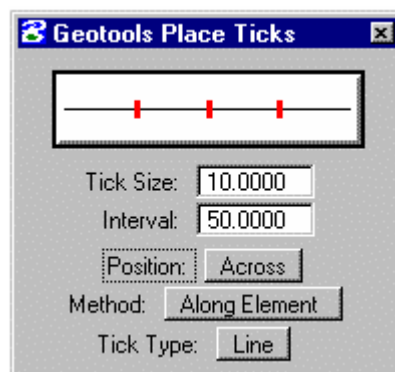 Geotools Place Ticks
Tick Size: 10.0000
Interval: 50.0000
Position: Across
Method: Along Element
Tick Type: Line